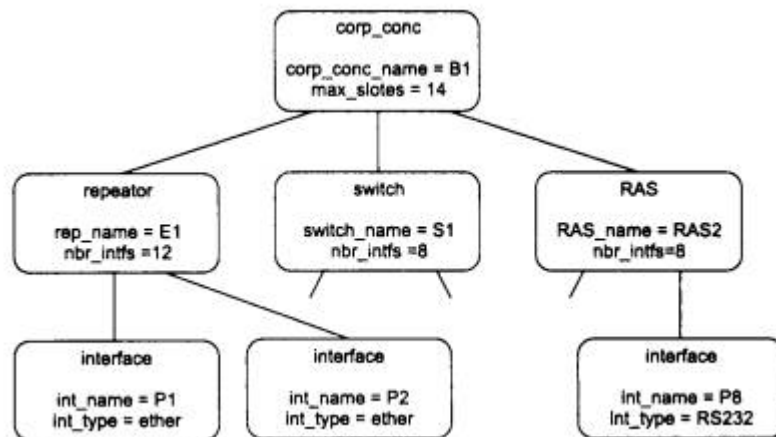 corp_conc
corp_conc_name = B1
max_slotes = 14
repeator
rep_name = E1
nbr_intfs =12
switch
switch_name = S1
nbr_intfs =8
RAS
RAS_name = RAS2
nbr_intfs=8
interface
int_name = P1
int_type = ether
interface
int_name = P2
int_type = ether
interface
int_name = P8
Int_type = RS232